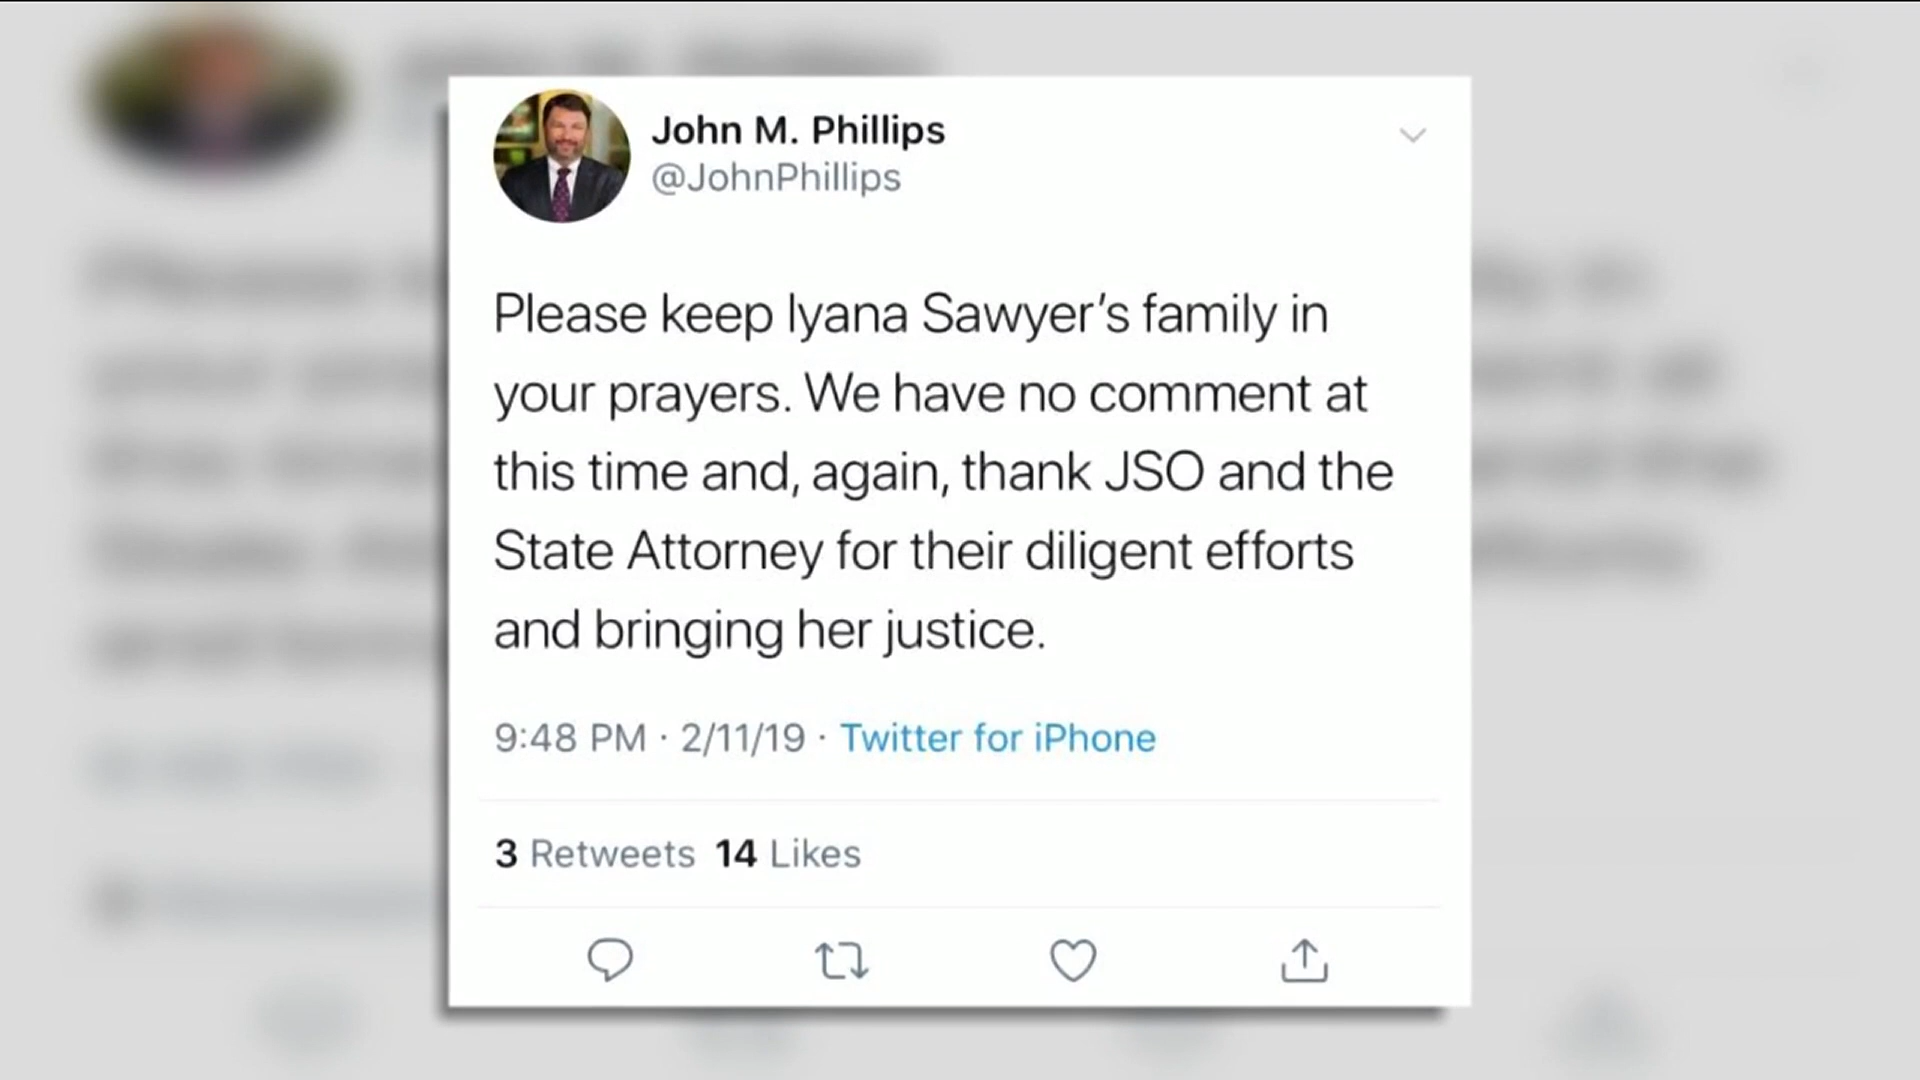 John M. Phillips
@JohnPhillips
Please keep Iyana Sawyer's family in
your prayers. We have no comment at
this time and, again, thank JSO and the
State Attorney for their diligent efforts
and bringing her justice.
9:48 PM · 2/11/19 · Twitter for iPhone
3 Retweets 14 Likes